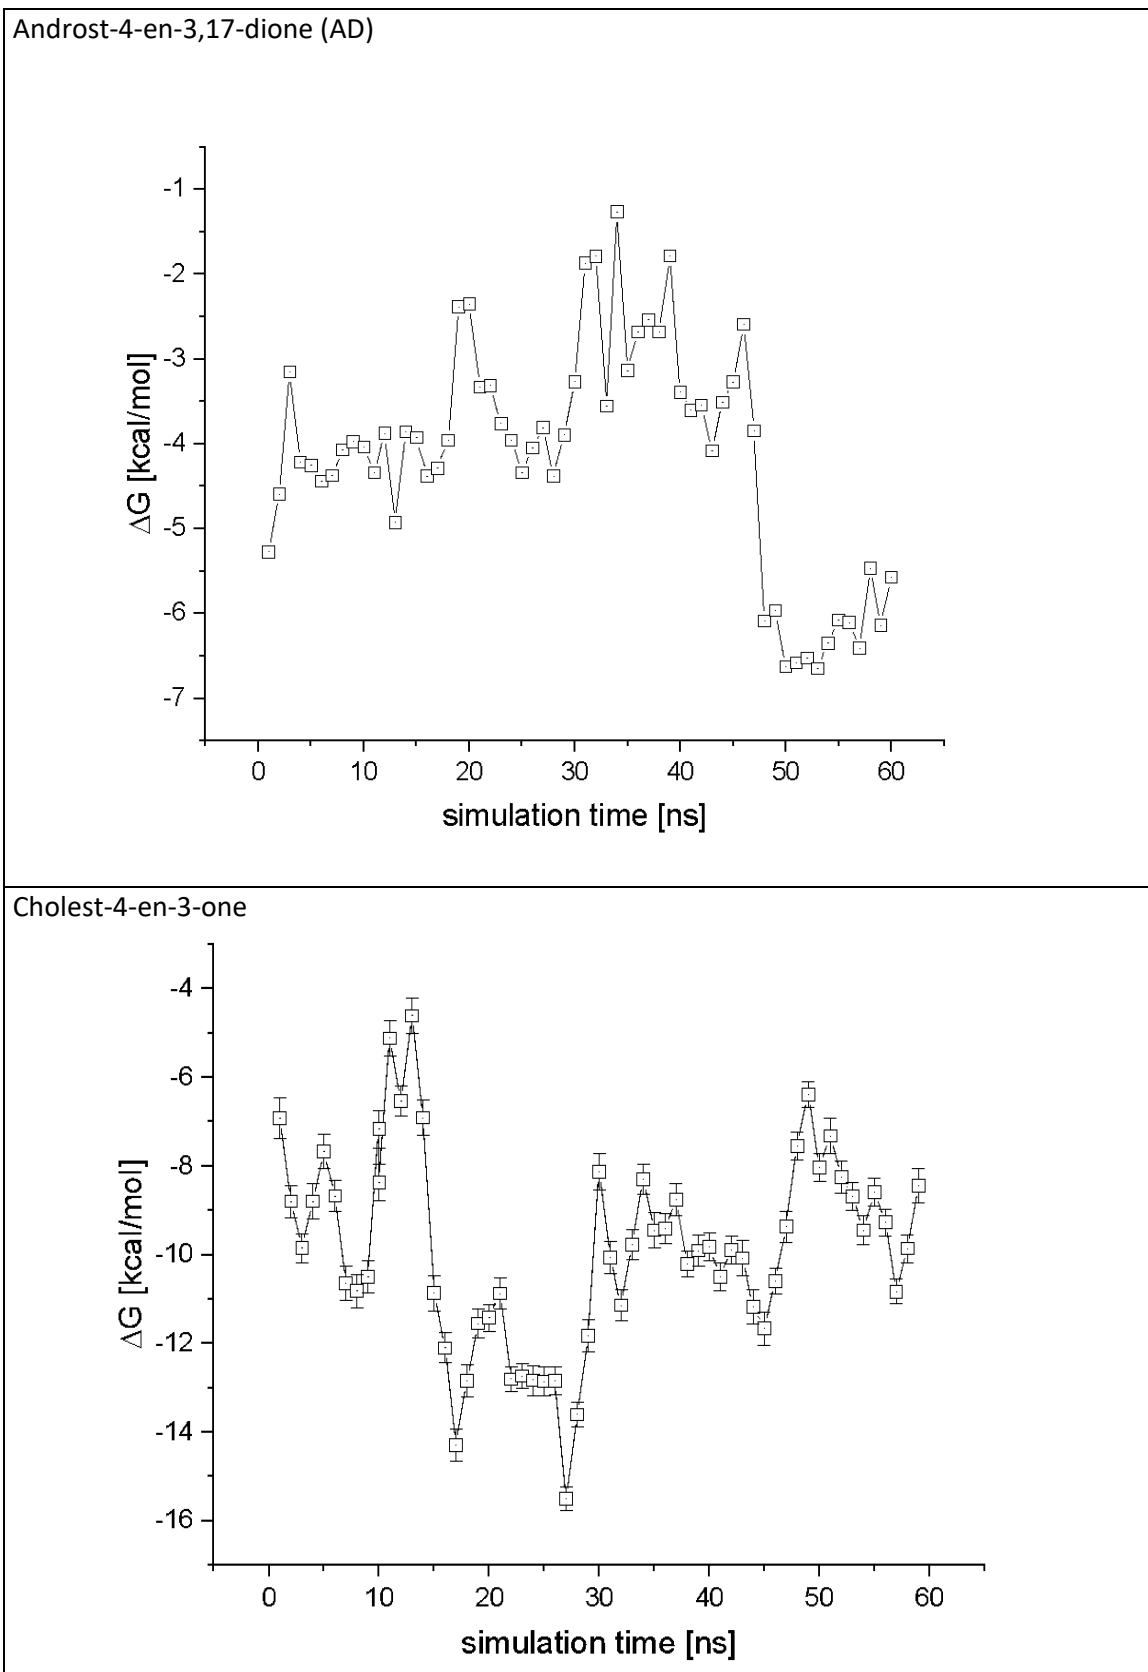 Androst-4-en-3,17-dione (AD)
-1
-2
-3
-4
-5
-6
-7
ΔG [kcal/mol]
0 10 20 30 40 50 60
simulation time [ns]
Cholest-4-en-3-one
-4
-6
-8
-10
-12
-14
-16
ΔG [kcal/mol]
0 10 20 30 40 50 60
simulation time [ns]